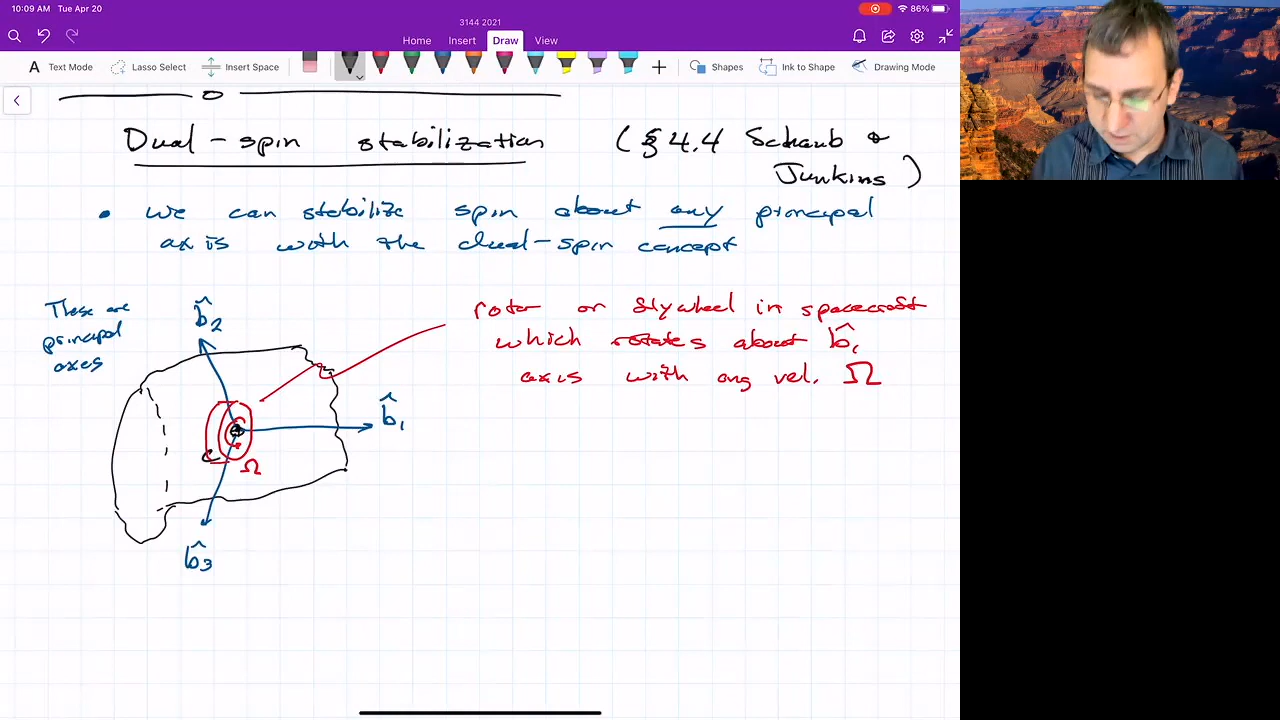 10:09 AM Tue Apr 20
86%
3144 2021
Home Insert Draw View
Text Mode Lasso Select Insert Space Shapes Ink to Shape Drawing Mode
Dual-spin stabilization (§4.4 Schaub &
Junkins)
• we can stabilize spin about any principal
axis with the dual-spin concept
These are
principal
axes
rotor or flywheel in spacecraft
which rotates about b̂₁
axis with ang vel. Ω
b̂₂
b̂₁
C
Ω
b̂₃